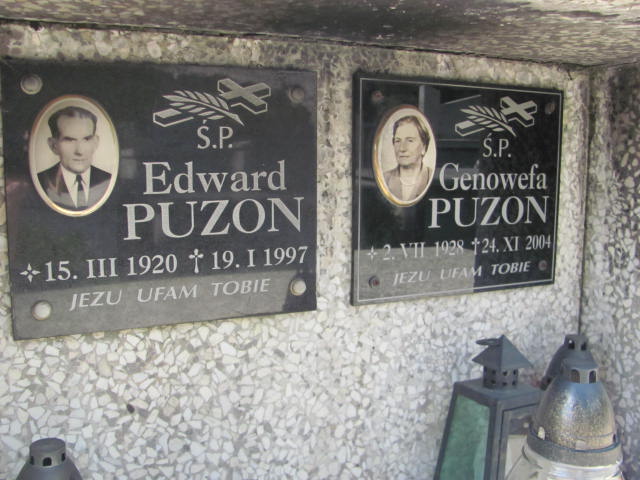 Ś.P.
Edward
PUZON
15. III 1920 † 19. I 1997
JEZU UFAM TOBIE
Ś.P.
Genowefa
PUZON
2. VII 1928 † 24. XI 2004
JEZU UFAM TOBIE